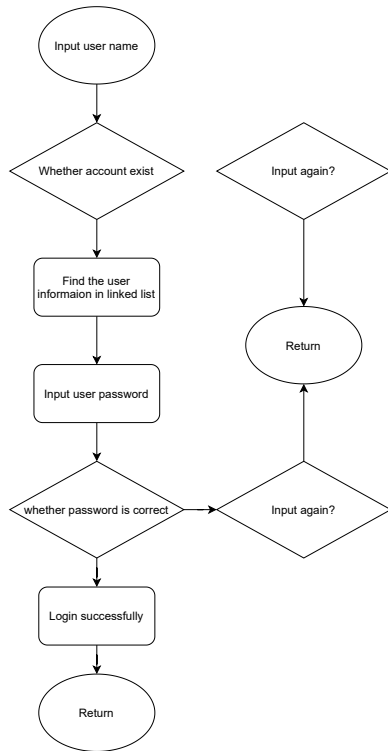 Input user name
Whether account exist
Input again?
Find the user
informaion in linked list
Return
Input user password
whether password is correct
Input again?
Login successfully
Return